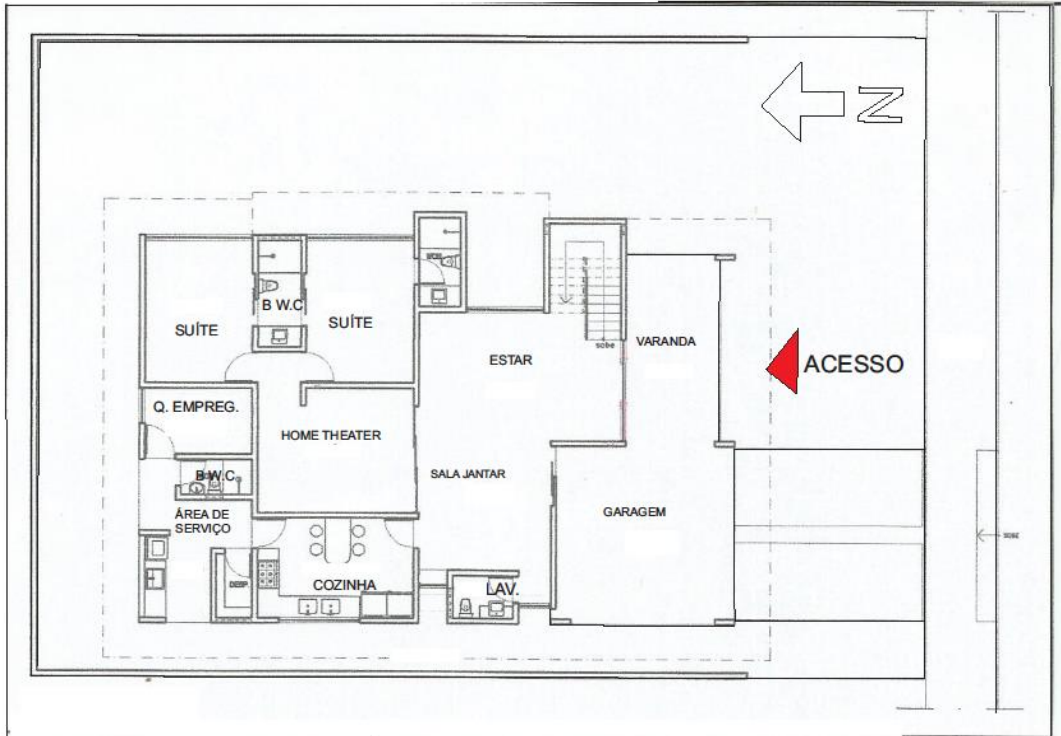 N
B W.C
SUÍTE
SUÍTE
ESTAR
sobe
VARANDA
ACESSO
Q. EMPREG.
HOME THEATER
SALA JANTAR
B W.C
ÁREA DE
SERVIÇO
GARAGEM
sobe
DESP.
COZINHA
LAV.